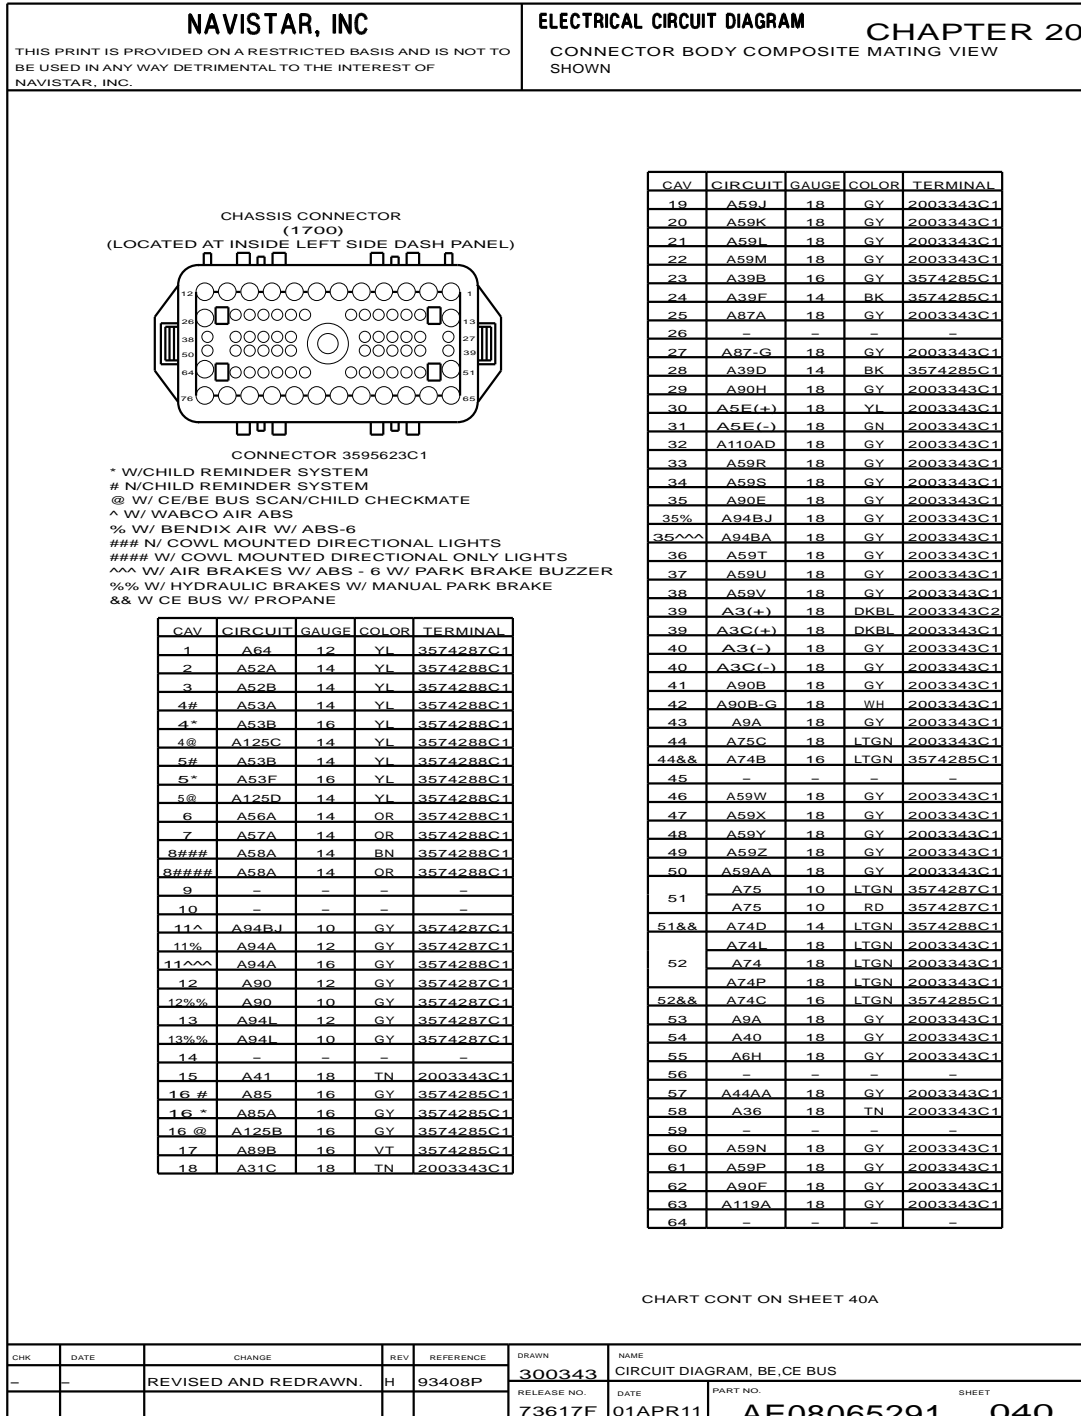 NAVISTAR, INC
THIS PRINT IS PROVIDED ON A RESTRICTED BASIS AND IS NOT TO
BE USED IN ANY WAY DETRIMENTAL TO THE INTEREST OF
NAVISTAR, INC.
ELECTRICAL CIRCUIT DIAGRAM
CHAPTER 20
CONNECTOR BODY COMPOSITE MATING VIEW
SHOWN
CHASSIS CONNECTOR
(1700)
(LOCATED AT INSIDE LEFT SIDE DASH PANEL)
12 1
26 13
38 27
50 39
64 51
76 65
CONNECTOR 3595623C1
* W/CHILD REMINDER SYSTEM
# N/CHILD REMINDER SYSTEM
@ W/ CE/BE BUS SCAN/CHILD CHECKMATE
^ W/ WABCO AIR ABS
% W/ BENDIX AIR W/ ABS-6
### N/ COWL MOUNTED DIRECTIONAL LIGHTS
#### W/ COWL MOUNTED DIRECTIONAL ONLY LIGHTS
^^^ W/ AIR BRAKES W/ ABS - 6 W/ PARK BRAKE BUZZER
%% W/ HYDRAULIC BRAKES W/ MANUAL PARK BRAKE
&& W CE BUS W/ PROPANE
CAV CIRCUIT GAUGE COLOR TERMINAL
1 A64 12 YL 3574287C1
2 A52A 14 YL 3574288C1
3 A52B 14 YL 3574288C1
4# A53A 14 YL 3574288C1
4* A53B 16 YL 3574288C1
4@ A125C 14 YL 3574288C1
5# A53B 14 YL 3574288C1
5* A53F 16 YL 3574288C1
5@ A125D 14 YL 3574288C1
6 A56A 14 OR 3574288C1
7 A57A 14 OR 3574288C1
8### A58A 14 BN 3574288C1
8#### A58A 14 OR 3574288C1
9 – – – –
10 – – – –
11^ A94BJ 10 GY 3574287C1
11% A94A 12 GY 3574287C1
11^^^ A94A 16 GY 3574288C1
12 A90 12 GY 3574287C1
12%% A90 10 GY 3574287C1
13 A94L 12 GY 3574287C1
13%% A94L 10 GY 3574287C1
14 – – – –
15 A41 18 TN 2003343C1
16 # A85 16 GY 3574285C1
16 * A85A 16 GY 3574285C1
16 @ A125B 16 GY 3574285C1
17 A89B 16 VT 3574285C1
18 A31C 18 TN 2003343C1
CAV CIRCUIT GAUGE COLOR TERMINAL
19 A59J 18 GY 2003343C1
20 A59K 18 GY 2003343C1
21 A59L 18 GY 2003343C1
22 A59M 18 GY 2003343C1
23 A39B 16 GY 3574285C1
24 A39F 14 BK 3574285C1
25 A87A 18 GY 2003343C1
26 – – – –
27 A87-G 18 GY 2003343C1
28 A39D 14 BK 3574285C1
29 A90H 18 GY 2003343C1
30 A5E(+) 18 YL 2003343C1
31 A5E(-) 18 GN 2003343C1
32 A110AD 18 GY 2003343C1
33 A59R 18 GY 2003343C1
34 A59S 18 GY 2003343C1
35 A90E 18 GY 2003343C1
35% A94BJ 18 GY 2003343C1
35^^^ A94BA 18 GY 2003343C1
36 A59T 18 GY 2003343C1
37 A59U 18 GY 2003343C1
38 A59V 18 GY 2003343C1
39 A3(+) 18 DKBL 2003343C2
39 A3C(+) 18 DKBL 2003343C1
40 A3(-) 18 GY 2003343C1
40 A3C(-) 18 GY 2003343C1
41 A90B 18 GY 2003343C1
42 A90B-G 18 WH 2003343C1
43 A9A 18 GY 2003343C1
44 A75C 18 LTGN 2003343C1
44&& A74B 16 LTGN 3574285C1
45 – – – –
46 A59W 18 GY 2003343C1
47 A59X 18 GY 2003343C1
48 A59Y 18 GY 2003343C1
49 A59Z 18 GY 2003343C1
50 A59AA 18 GY 2003343C1
51 A75 10 LTGN 3574287C1
A75 10 RD 3574287C1
51&& A74D 14 LTGN 3574288C1
52 A74L 18 LTGN 2003343C1
A74 18 LTGN 2003343C1
A74P 18 LTGN 2003343C1
52&& A74C 16 LTGN 3574285C1
53 A9A 18 GY 2003343C1
54 A40 18 GY 2003343C1
55 A6H 18 GY 2003343C1
56 – – – –
57 A44AA 18 GY 2003343C1
58 A36 18 TN 2003343C1
59 – – – –
60 A59N 18 GY 2003343C1
61 A59P 18 GY 2003343C1
62 A90F 18 GY 2003343C1
63 A119A 18 GY 2003343C1
64 – – – –
CHART CONT ON SHEET 40A
CHK DATE CHANGE REV REFERENCE
– – REVISED AND REDRAWN. H 93408P
DRAWN
300343
NAME
CIRCUIT DIAGRAM, BE,CE BUS
RELEASE NO.
73617F
DATE
01APR11
PART NO.
AE08065291
SHEET
040